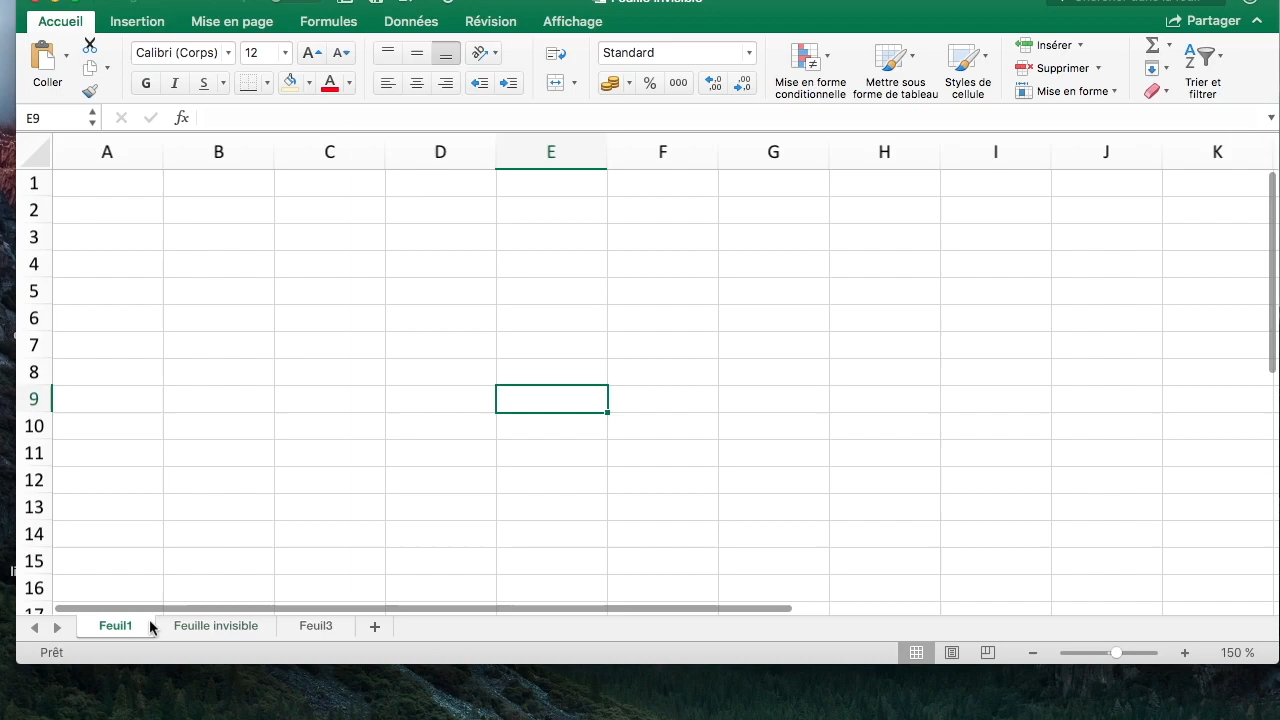 Feuille invisible
Accueil Insertion Mise en page Formules Données Révision Affichage Partager
Coller
Calibri (Corps) 12
G I S A
Standard
% 000
Mise en forme conditionnelle
Mettre sous forme de tableau
Styles de cellule
Insérer
Supprimer
Mise en forme
Trier et filtrer
E9 fx
A B C D E F G H I J K
1
2
3
4
5
6
7
8
9
10
11
12
13
14
15
16
17
Feuil1 Feuille invisible Feuil3 +
Prêt 150 %